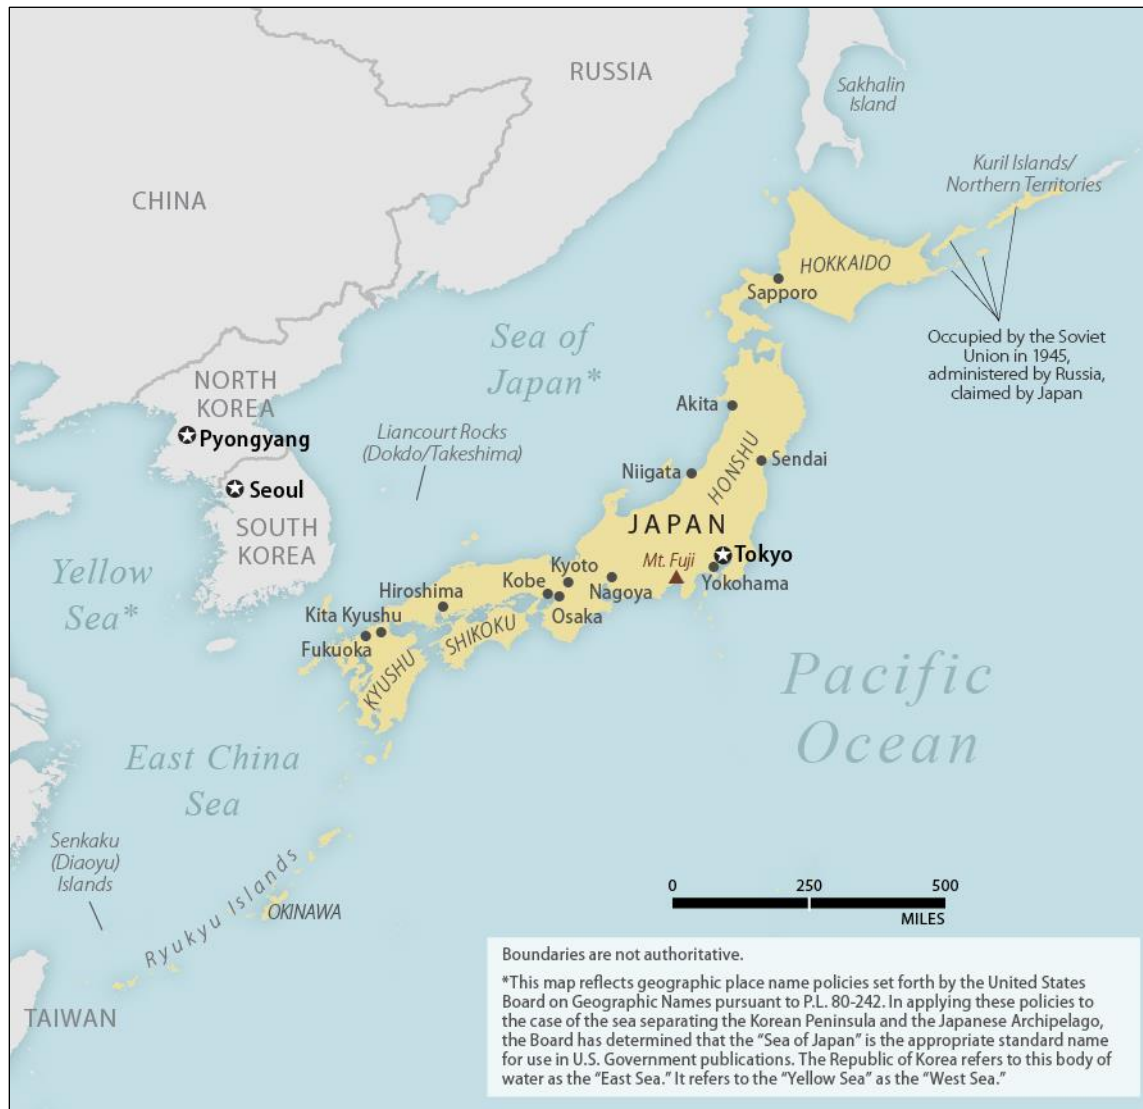 RUSSIA
Sakhalin
Island
Kuril Islands/
Northern Territories
CHINA
HOKKAIDO
Sapporo
Occupied by the Soviet
Union in 1945,
administered by Russia,
claimed by Japan
Sea of
Japan*
NORTH
KOREA
Pyongyang
Akita
Liancourt Rocks
(Dokdo/Takeshima)
HONSHU
Sendai
Niigata
Seoul
SOUTH
KOREA
JAPAN
Tokyo
Mt. Fuji
Yokohama
Yellow
Sea*
Kyoto
Kobe
Nagoya
Osaka
Hiroshima
Kita Kyushu
Fukuoka
SHIKOKU
KYUSHU
Pacific
Ocean
East China
Sea
Senkaku
(Diaoyu)
Islands
Ryukyu Islands
OKINAWA
TAIWAN
0 250 500
MILES
Boundaries are not authoritative.
*This map reflects geographic place name policies set forth by the United States
Board on Geographic Names pursuant to P.L. 80-242. In applying these policies to
the case of the sea separating the Korean Peninsula and the Japanese Archipelago,
the Board has determined that the “Sea of Japan” is the appropriate standard name
for use in U.S. Government publications. The Republic of Korea refers to this body of
water as the “East Sea.” It refers to the “Yellow Sea” as the “West Sea.”